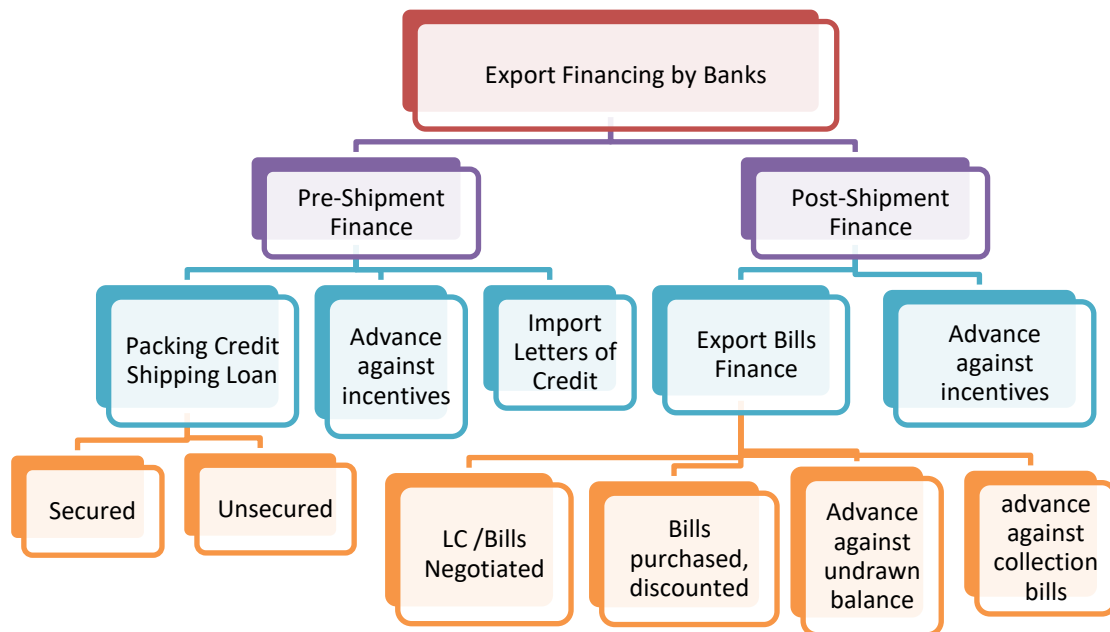 Export Financing by Banks
Pre-Shipment
Finance
Post-Shipment
Finance
Packing Credit
Shipping Loan
Advance
against
incentives
Import
Letters of
Credit
Export Bills
Finance
Advance
against
incentives
Secured
Unsecured
LC /Bills
Negotiated
Bills
purchased,
discounted
Advance
against
undrawn
balance
advance
against
collection
bills